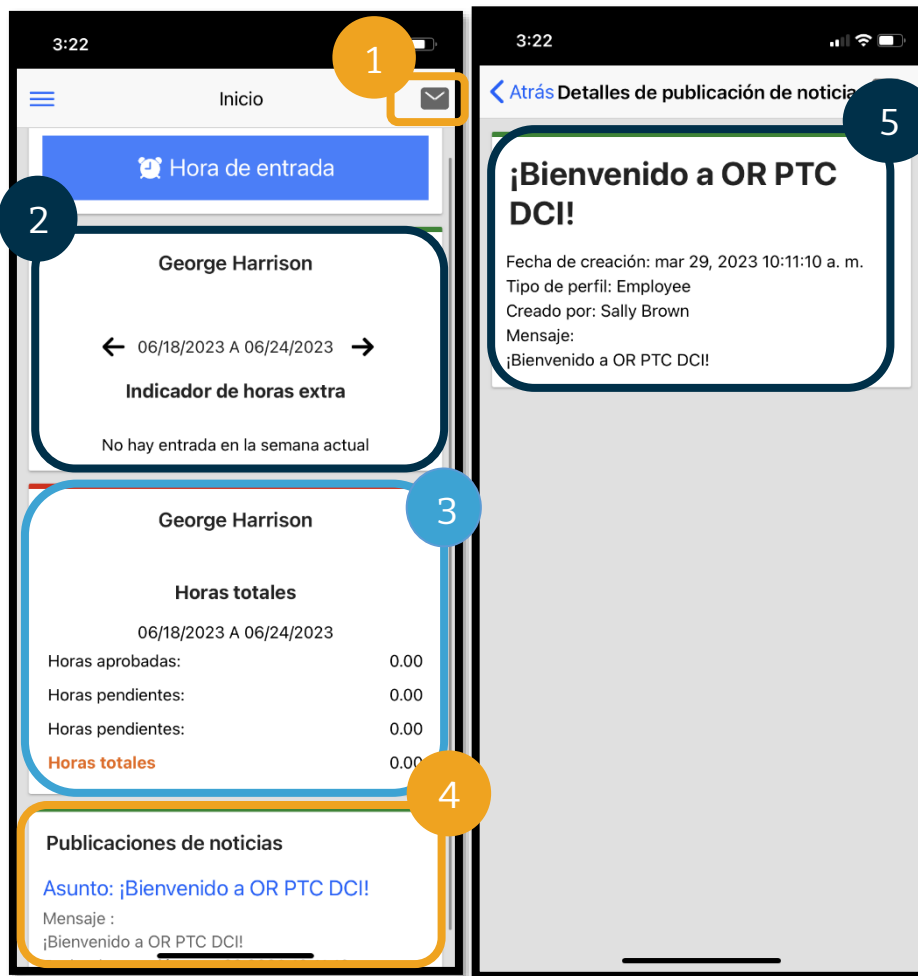 3:22
1
Inicio
Hora de entrada
2
George Harrison
06/18/2023 A 06/24/2023
Indicador de horas extra
No hay entrada en la semana actual
3
George Harrison
Horas totales
06/18/2023 A 06/24/2023
Horas aprobadas: 0.00
Horas pendientes: 0.00
Horas pendientes: 0.00
Horas totales 0.00
4
Publicaciones de noticias
Asunto: ¡Bienvenido a OR PTC DCI!
Mensaje :
¡Bienvenido a OR PTC DCI!
3:22
Atrás Detalles de publicación de noticia
5
¡Bienvenido a OR PTC
DCI!
Fecha de creación: mar 29, 2023 10:11:10 a. m.
Tipo de perfil: Employee
Creado por: Sally Brown
Mensaje:
¡Bienvenido a OR PTC DCI!